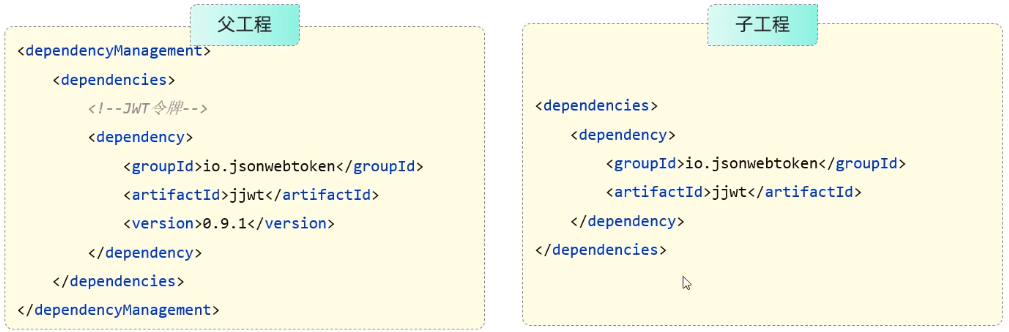 父工程
<dependencyManagement>
<dependencies>
<!--JWT令牌-->
<dependency>
<groupId>io.jsonwebtoken</groupId>
<artifactId>jjwt</artifactId>
<version>0.9.1</version>
</dependency>
</dependencies>
</dependencyManagement>
子工程
<dependencies>
<dependency>
<groupId>io.jsonwebtoken</groupId>
<artifactId>jjwt</artifactId>
</dependency>
</dependencies>